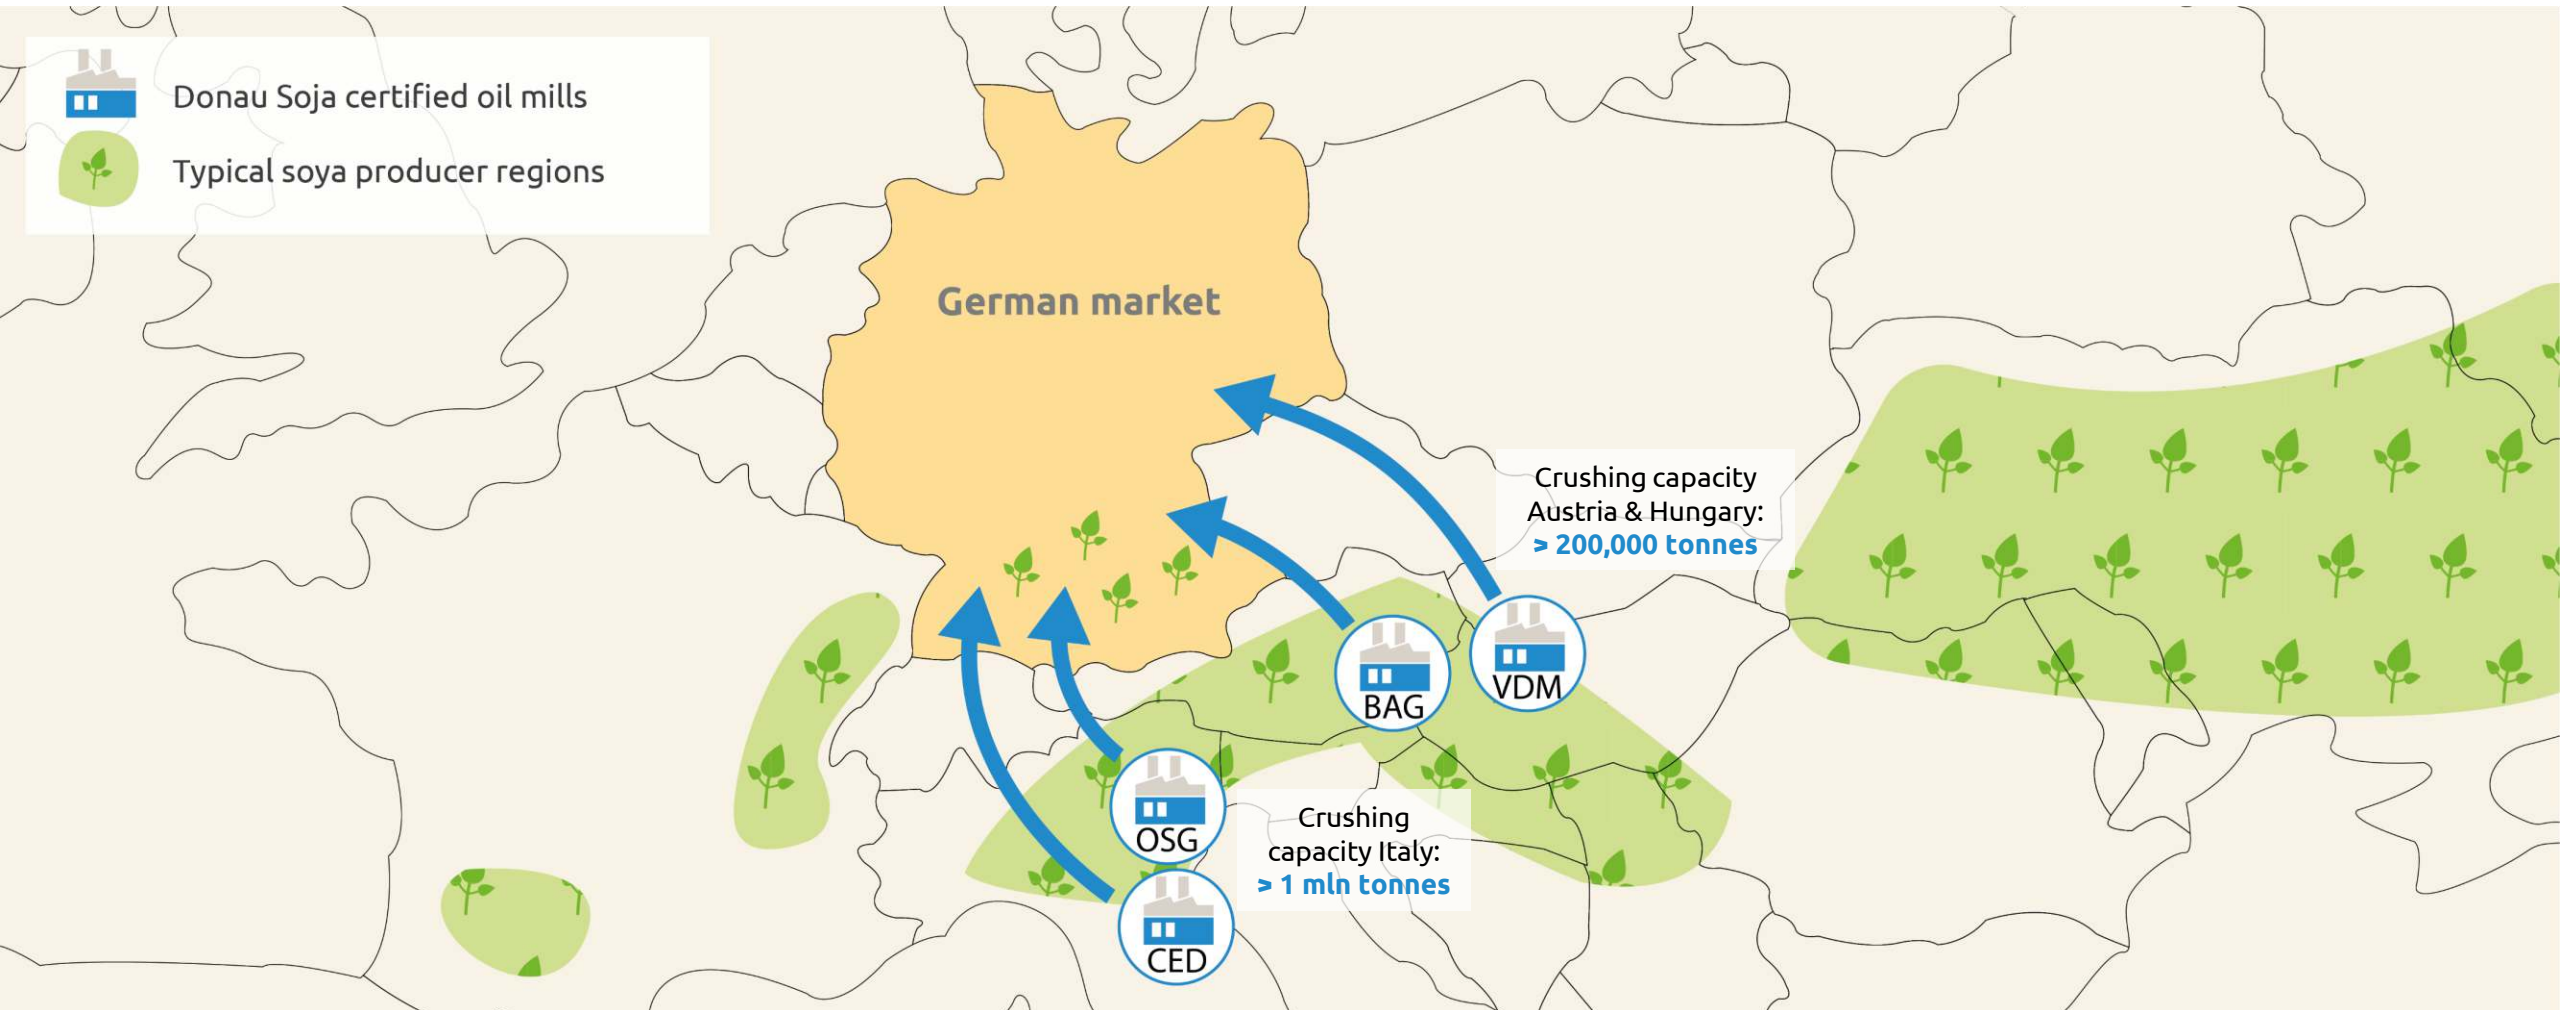 Donau Soja certified oil mills
Typical soya producer regions
German market
Crushing capacity
Austria & Hungary:
> 200,000 tonnes
VDM
BAG
OSG
Crushing
capacity Italy:
> 1 mln tonnes
CED